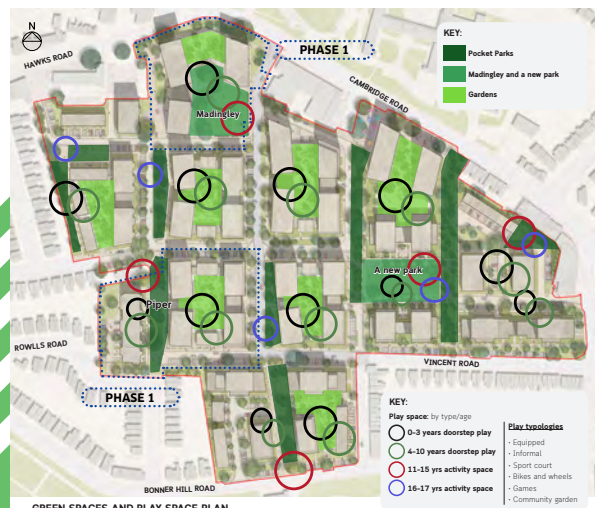 N
HAWKS ROAD
PHASE 1
CAMBRIDGE ROAD
KEY:
Pocket Parks
Madingley and a new park
Gardens
Madingley
A new park
Piper
ROWLLS ROAD
PHASE 1
VINCENT ROAD
BONNER HILL ROAD
KEY:
Play space: by type/age
0-3 years doorstep play
4-10 years doorstep play
11-15 yrs activity space
16-17 yrs activity space
Play typologies
· Equipped
· Informal
· Sport court
· Bikes and wheels
· Games
· Community garden
GREEN SPACES AND PLAY SPACE PLAN